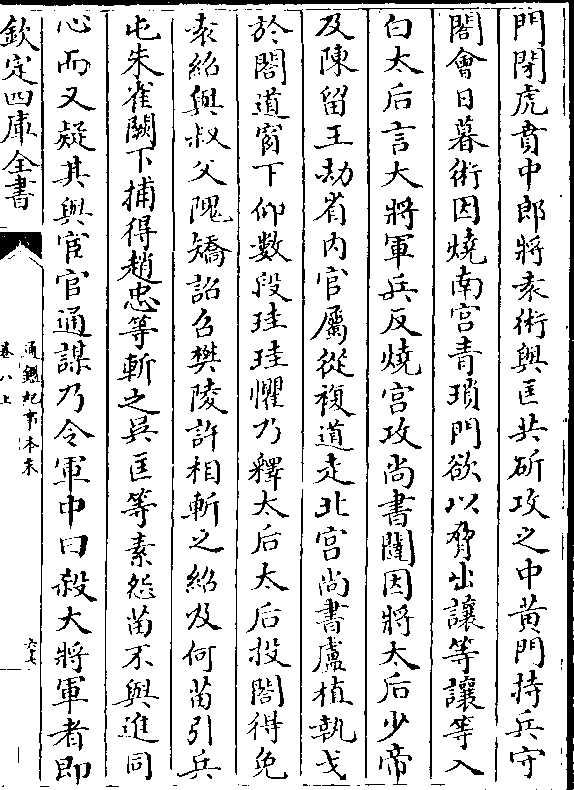 門閉虎賁中郎將袁術與匡共斫攻之中黃門持兵守
閤會日暮術因燒南宮青瑣門欲以脅出讓等讓等入
白太后言大將軍兵反燒宮攻尚書闥因將太后少帝
及陳留王劫省内官屬從複道走北宮尚書盧植執戈
於閤道窗下仰數段珪珪懼乃釋太后太后投閤得免
袁紹與叔父隗矯詔召樊陵許相斬之紹及何苗引兵
屯朱雀闕下捕得趙忠等斬之吳匡等素怨苗不與進同
心而又疑其與宦官通謀乃令軍中曰殺大將軍者即
欽定四庫全書
通鑑紀事本末
卷八上
六七